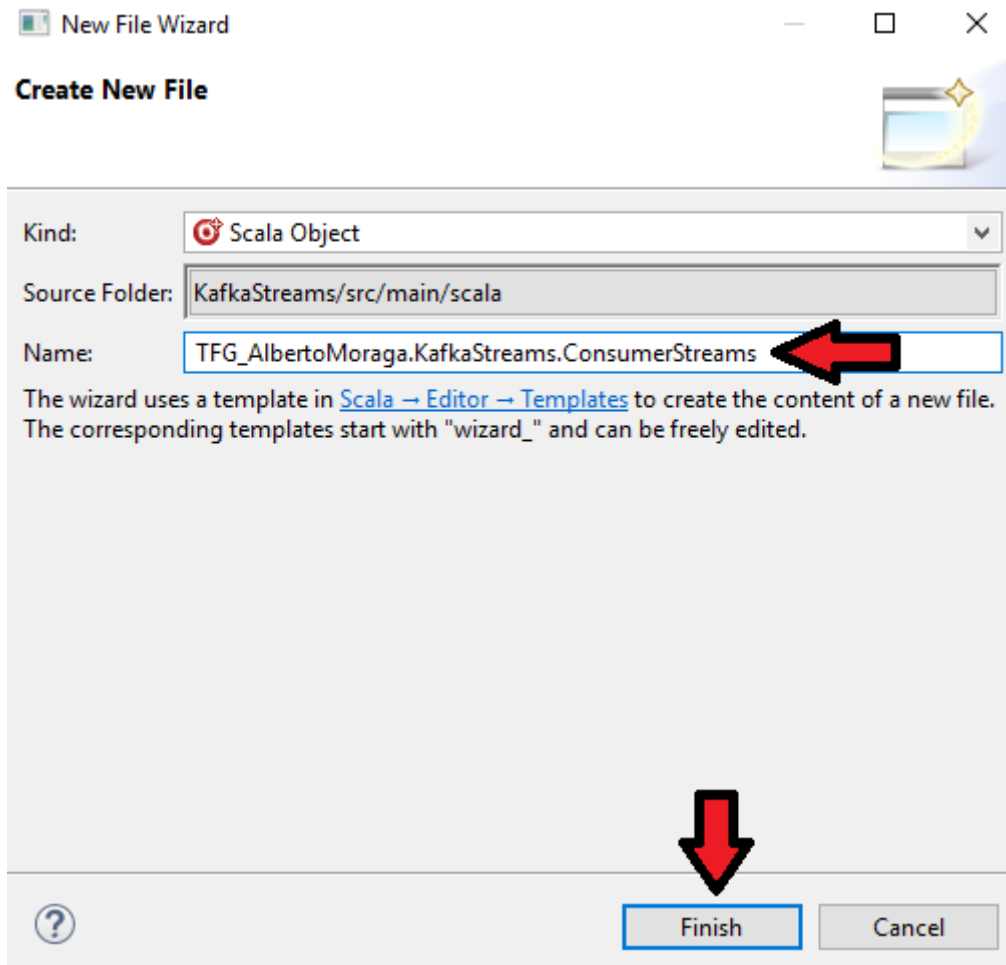 New File Wizard
Create New File
Kind:
Scala Object
Source Folder:
KafkaStreams/src/main/scala
Name:
TFG_AlbertoMoraga.KafkaStreams.ConsumerStreams
The wizard uses a template in Scala → Editor → Templates to create the content of a new file.
The corresponding templates start with "wizard_" and can be freely edited.
?
Finish
Cancel